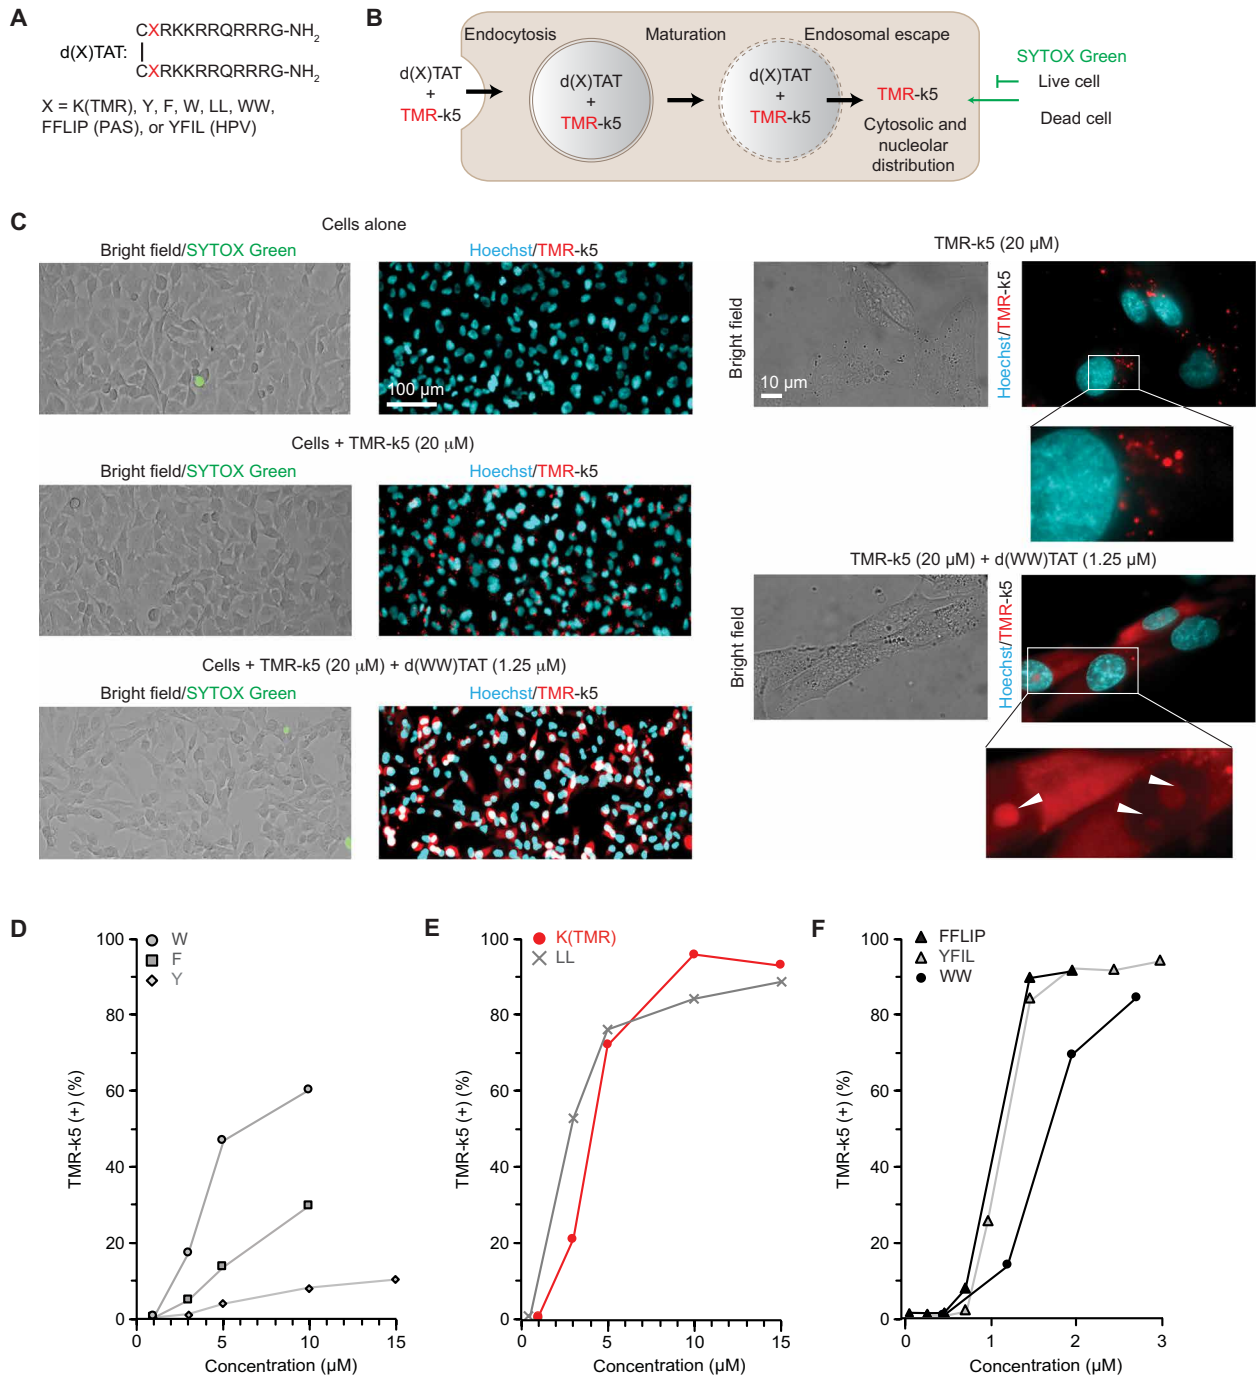 A
CXRKKRRQRRRG-NH2
d(X)TAT:
CXRKKRRQRRRG-NH2
X = K(TMR), Y, F, W, LL, WW,
FFLIP (PAS), or YFIL (HPV)
B
Endocytosis
Maturation
Endosomal escape
d(X)TAT
+
TMR-k5
d(X)TAT
+
TMR-k5
d(X)TAT
+
TMR-k5
TMR-k5
Cytosolic and
nucleolar
distribution
SYTOX Green
Live cell
Dead cell
C
Cells alone
Bright field/SYTOX Green
Hoechst/TMR-k5
100 µm
Cells + TMR-k5 (20 µM)
Bright field/SYTOX Green
Hoechst/TMR-k5
Cells + TMR-k5 (20 µM) + d(WW)TAT (1.25 µM)
Bright field/SYTOX Green
Hoechst/TMR-k5
TMR-k5 (20 µM)
Bright field
10 µm
Hoechst/TMR-k5
TMR-k5 (20 µM) + d(WW)TAT (1.25 µM)
Bright field
Hoechst/TMR-k5
D
W
F
Y
TMR-k5 (+) (%)
100
80
60
40
20
0
0
5
10
15
Concentration (µM)
E
K(TMR)
LL
TMR-k5 (+) (%)
100
80
60
40
20
0
0
5
10
15
Concentration (µM)
F
FFLIP
YFIL
WW
TMR-k5 (+) (%)
100
80
60
40
20
0
0
1
2
3
Concentration (µM)